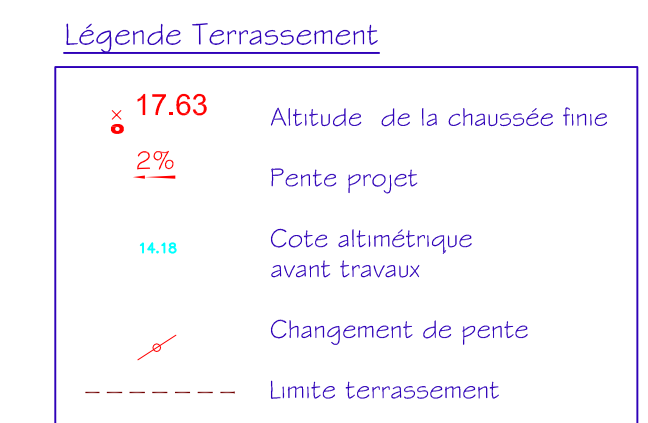 Légende Terrassement
17.63 Altitude de la chaussée finie
2% Pente projet
14.18 Cote altimétrique
avant travaux
Changement de pente
Limite terrassement